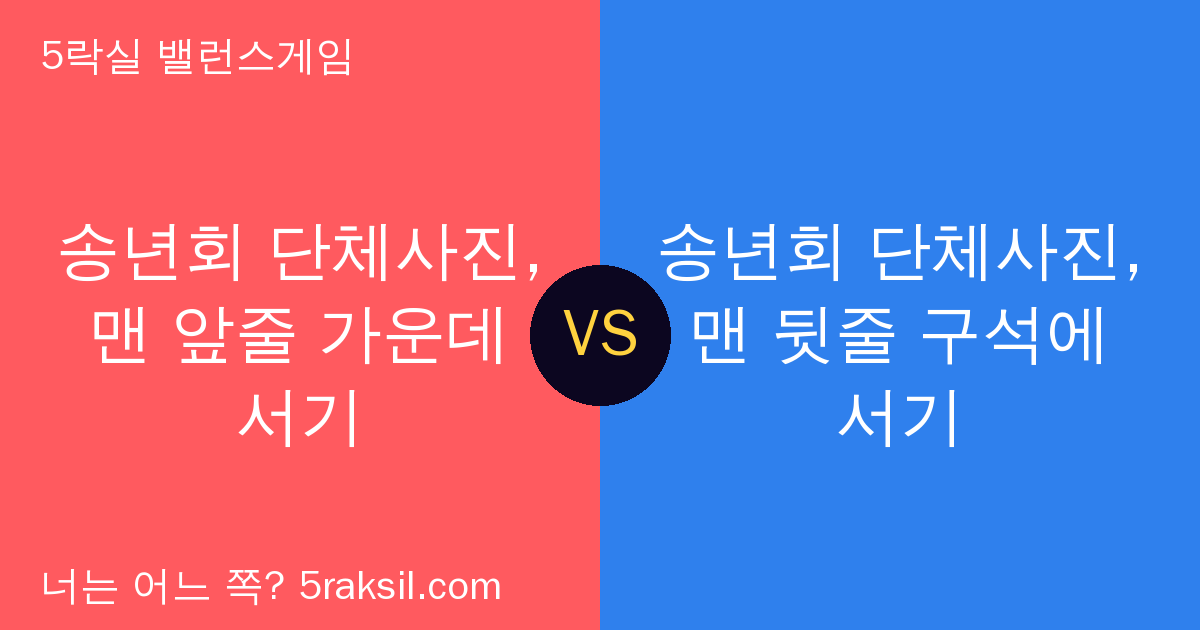 5락실 밸런스게임
송년회 단체사진,
맨 앞줄 가운데
서기
VS
송년회 단체사진,
맨 뒷줄 구석에
서기
너는 어느 쪽? 5raksil.com